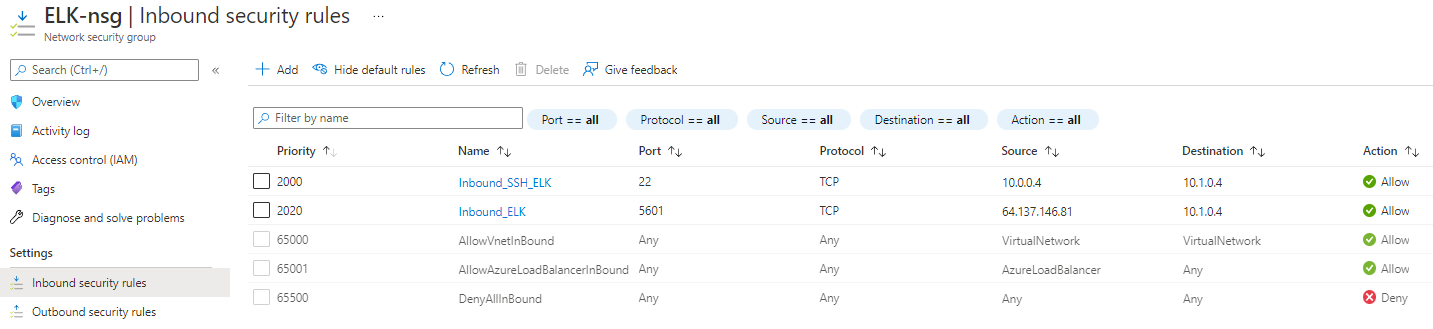 ELK-nsg | Inbound security rules ...
Network security group
Search (Ctrl+/) «
Overview
Activity log
Access control (IAM)
Tags
Diagnose and solve problems
Settings
Inbound security rules
Outbound security rules
Add Hide default rules Refresh Delete Give feedback
Filter by name Port == all Protocol == all Source == all Destination == all Action == all
Priority ↑↓ Name ↑↓ Port ↑↓ Protocol ↑↓ Source ↑↓ Destination ↑↓ Action ↑↓
2000 Inbound_SSH_ELK 22 TCP 10.0.0.4 10.1.0.4 Allow
2020 Inbound_ELK 5601 TCP 64.137.146.81 10.1.0.4 Allow
65000 AllowVnetInBound Any Any VirtualNetwork VirtualNetwork Allow
65001 AllowAzureLoadBalancerInBound Any Any AzureLoadBalancer Any Allow
65500 DenyAllInBound Any Any Any Any Deny